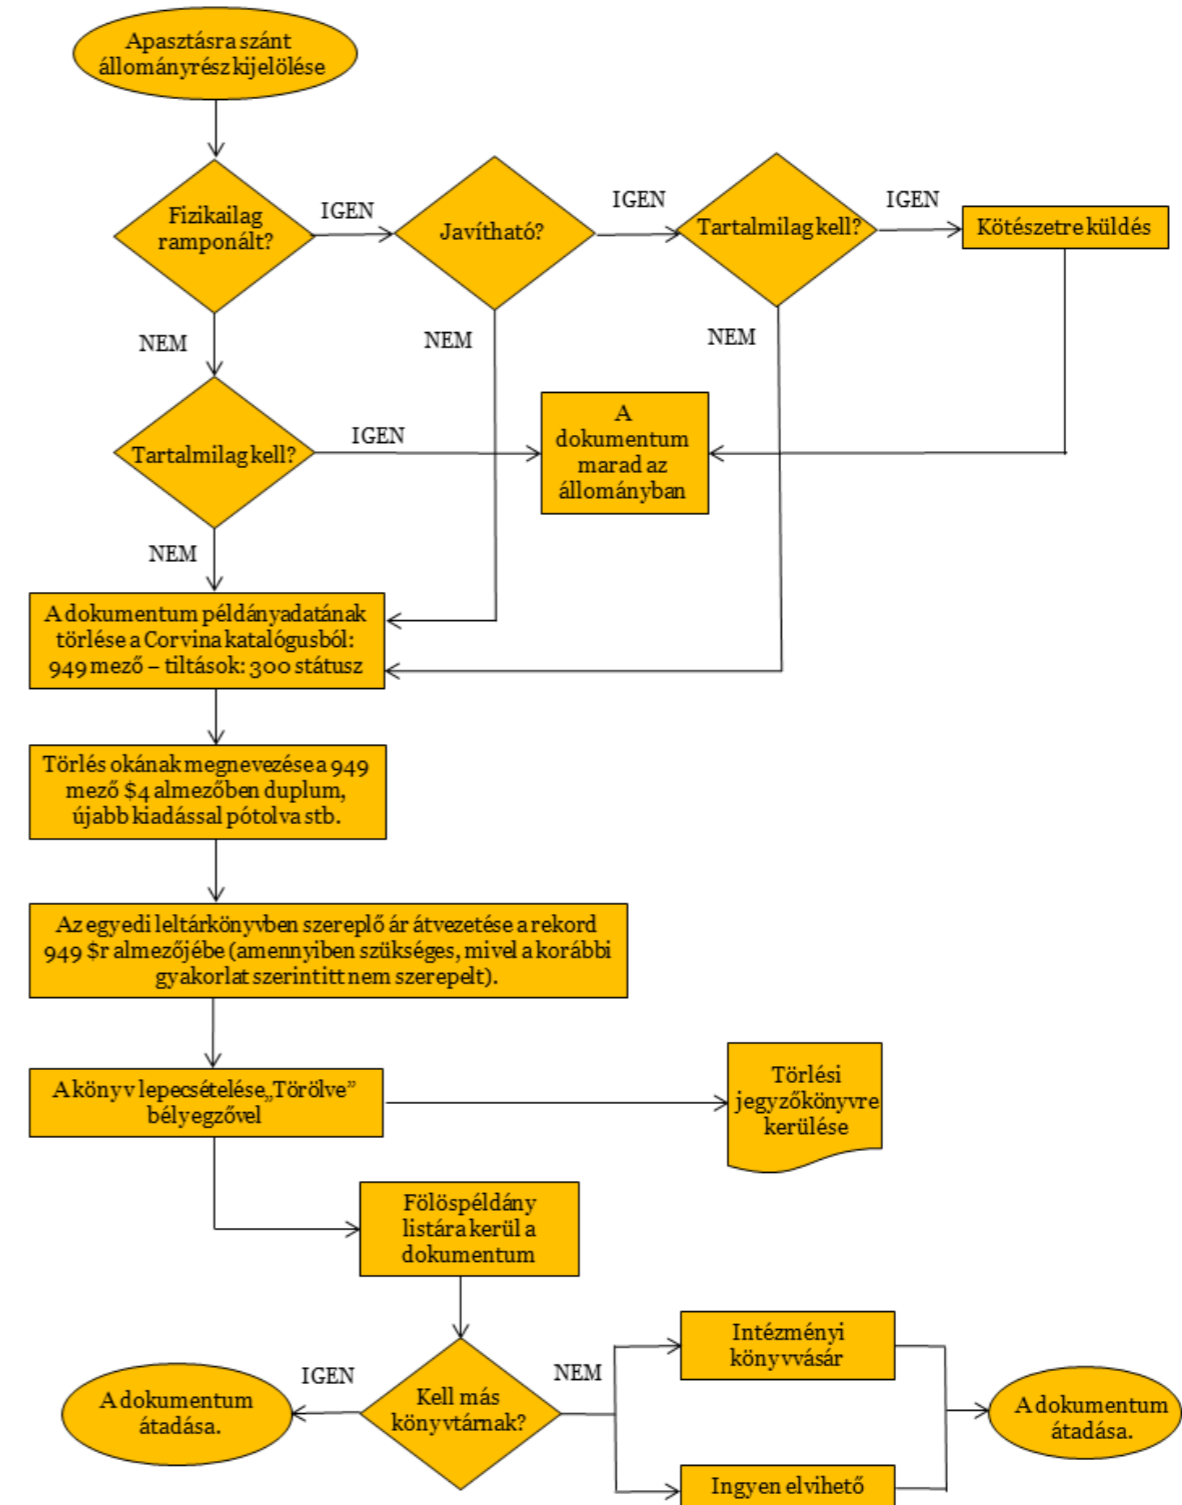 Apasztásra szánt
állományrész kijelölése
Fizikailag
ramponált?
IGEN
Javítható?
IGEN
Tartalmilag kell?
IGEN
Kötészetre küldés
NEM
NEM
NEM
Tartalmilag kell?
IGEN
A
dokumentum
marad az
állományban
NEM
A dokumentum példányadatának
törlése a Corvina katalógusból:
949 mező – tiltások: 300 státusz
Törlés okának megnevezése a 949
mező $4 almezőben duplum,
újabb kiadással pótolva stb.
Az egyedi leltárkönyvben szereplő ár átvezetése a rekord
949 $r almezőjébe (amennyiben szükséges, mivel a korábbi
gyakorlat szerint itt nem szerepelt).
A könyv lepecsételése „Törölve”
bélyegzővel
Törlési
jegyzőkönyvre
kerülése
Fölöspéldány
listára kerül a
dokumentum
Kell más
könyvtárnak?
IGEN
A dokumentum
átadása.
NEM
Intézményi
könyvvásár
Ingyen elvihető
A dokumentum
átadása.